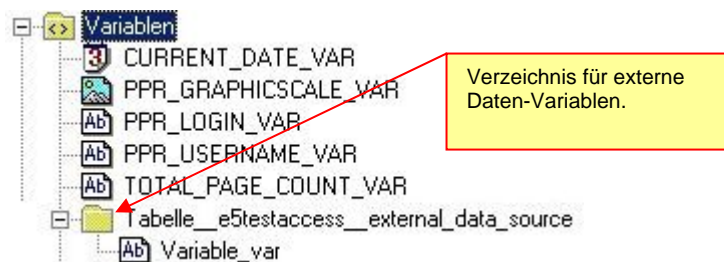 Variablen
CURRENT_DATE_VAR
PPR_GRAPHICSCALE_VAR
PPR_LOGIN_VAR
PPR_USERNAME_VAR
TOTAL_PAGE_COUNT_VAR
Tabelle__e5testaccess__external_data_source
Variable_var
Verzeichnis für externe
Daten-Variablen.